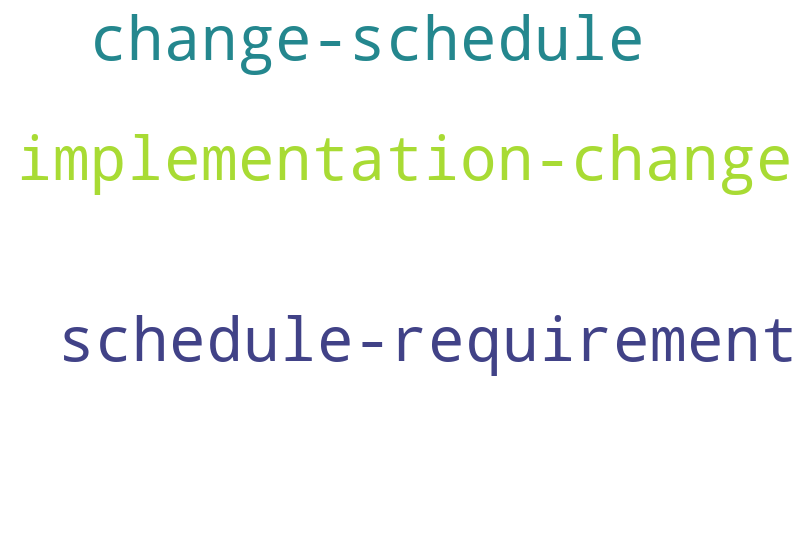 change-schedule
implementation-change
schedule-requirement